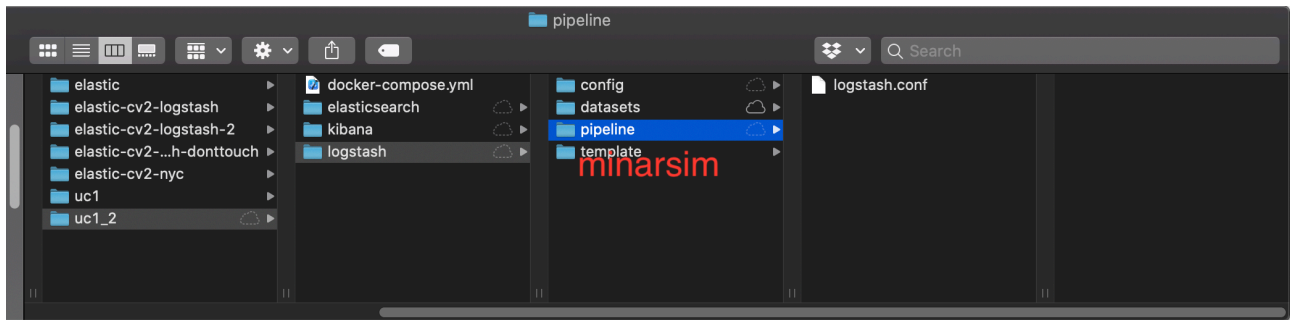 pipeline
Search
elastic
elastic-cv2-logstash
elastic-cv2-logstash-2
elastic-cv2-...h-donttouch
elastic-cv2-nyc
uc1
uc1_2
docker-compose.yml
elasticsearch
kibana
logstash
config
datasets
pipeline
template
minarsim
logstash.conf